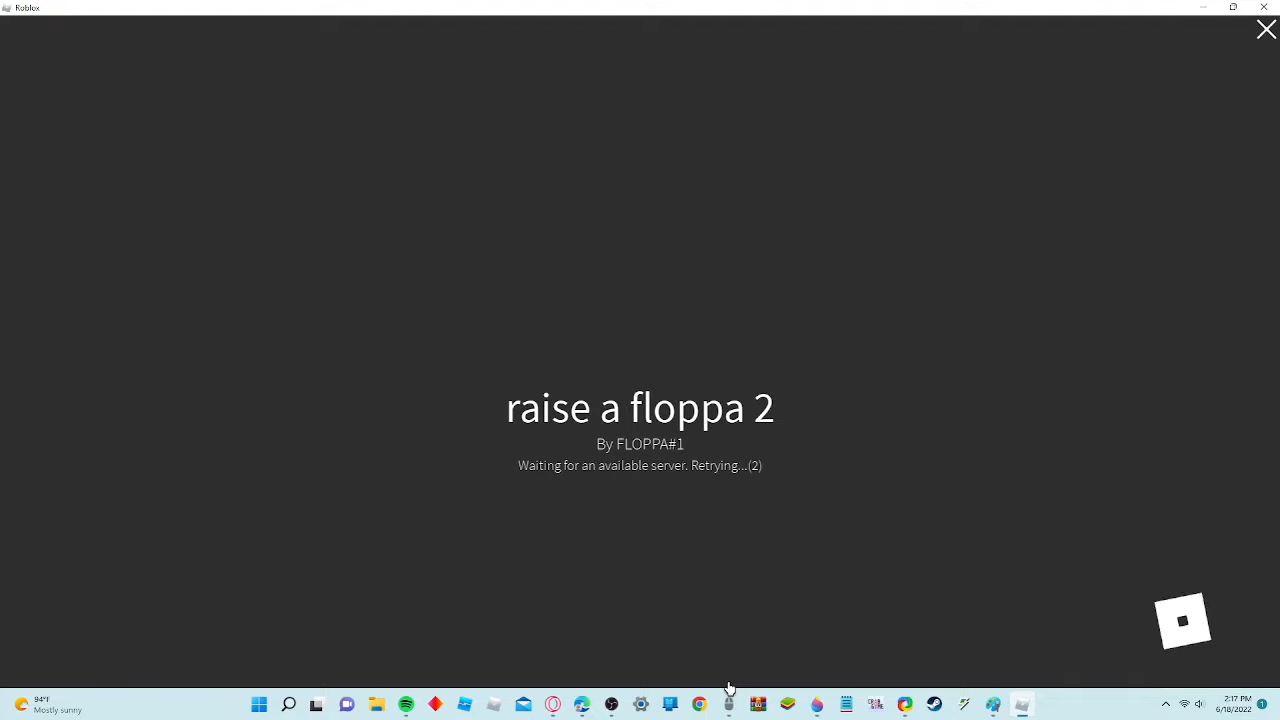 Roblox
raise a floppa 2
By FLOPPA#1
Waiting for an available server. Retrying...(2)
94°F
Mostly sunny
2:17 PM
6/18/2022
1